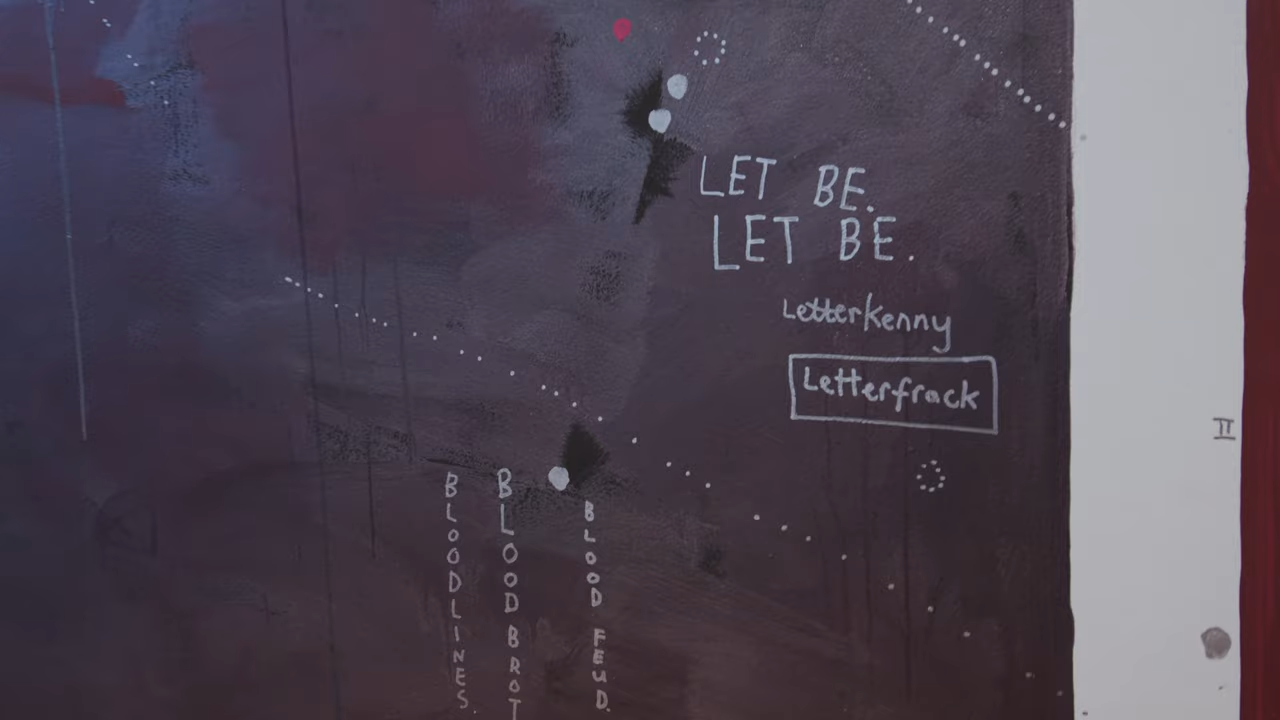 LET BE.
LET BE.
Letterkenny
Letterfrack
II
BLOODLINES.
BLOOD BROT
BLOOD FEUD.